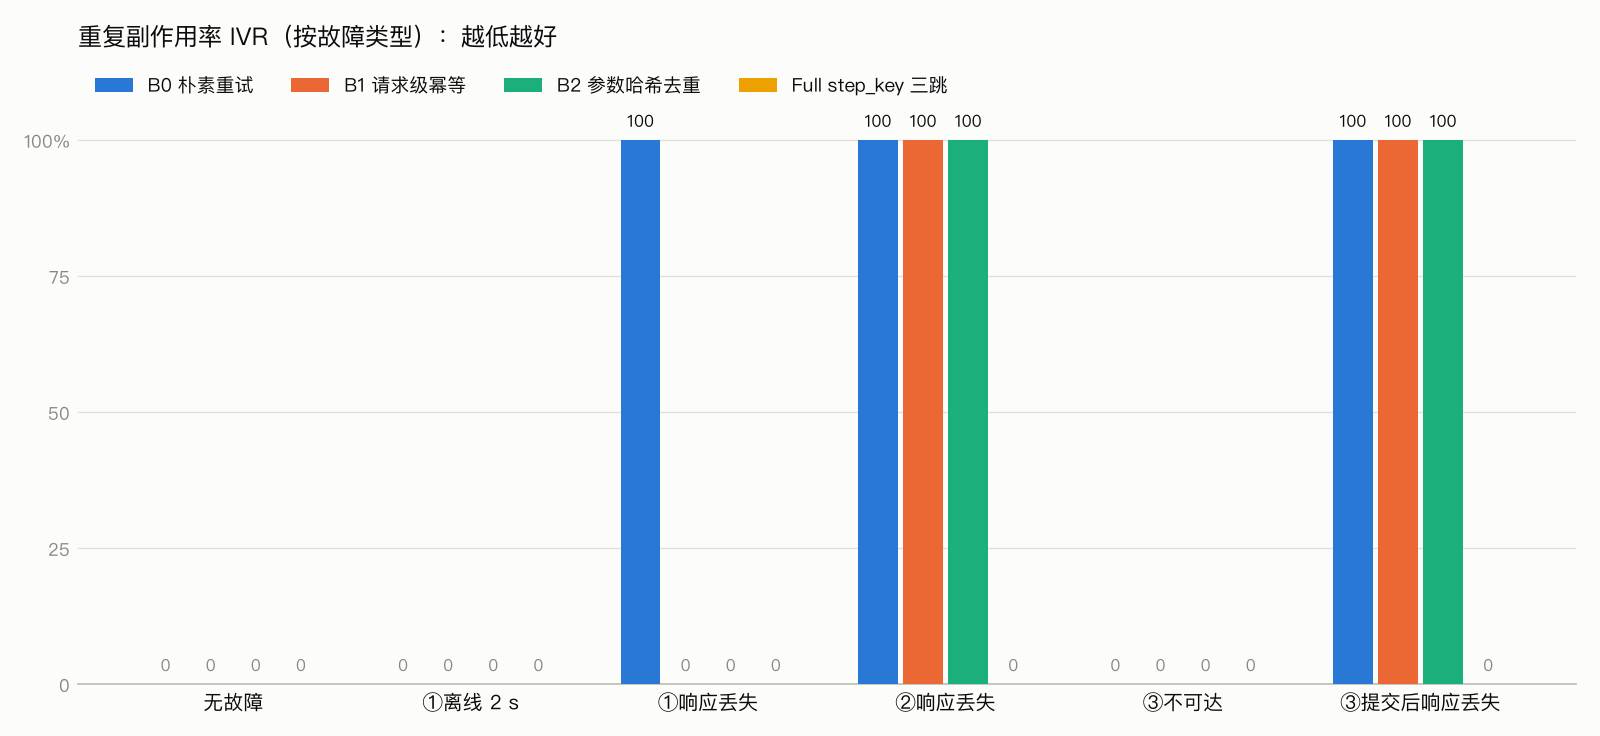 重复副作用率 IVR（按故障类型）：越低越好
B0 朴素重试 B1 请求级幂等 B2 参数哈希去重 Full step_key 三跳
100 100 100 100 100 100 100
100%
75
50
25
0 0 0 0 0 0 0 0 0 0 0 0 0 0 0 0 0
0
无故障 ①离线 2 s ①响应丢失 ②响应丢失 ③不可达 ③提交后响应丢失